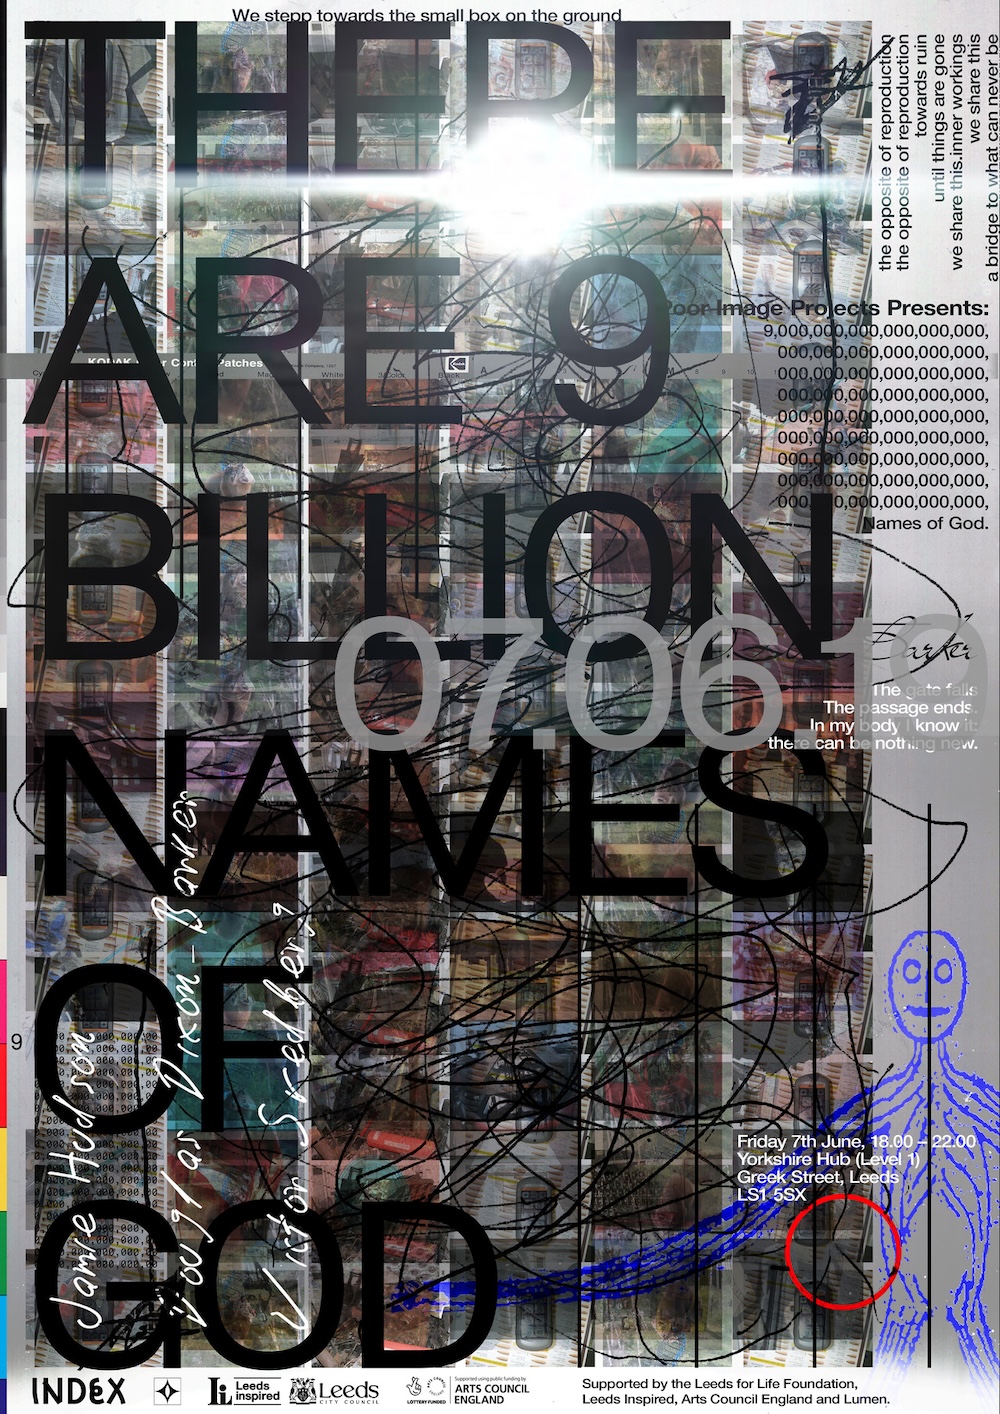 We stepp towards the small box on the ground
THERE
ARE 9
BILLION
NAMES
OF
GOD
the opposite of reproduction
the opposite of reproduction
towards ruin
until things are gone
we share this.inner workings
we share this
a bridge to what can never be
Poor Image Projects Presents:
9,000,000,000,000,000,000,
000,000,000,000,000,000,
000,000,000,000,000,000,
000,000,000,000,000,000,
000,000,000,000,000,000,
000,000,000,000,000,000,
000,000,000,000,000,000,
000,000,000,000,000,000,
000,000,000,000,000,000,
Names of God.
KODAK Patches
White
3/Color
Black
07.06.19
Barker
The gate falls
The passage ends.
In my body I know it:
there can be nothing new.
9
Jame Hudson
Dixon-Barker
Viktor
Friday 7th June, 18.00 – 22.00
Yorkshire Hub (Level 1)
Greek Street, Leeds
LS1 5SX
INDEX
Leeds
inspired
Leeds
CITY COUNCIL
LOTTERY FUNDED
Supported using public funding by
ARTS COUNCIL
ENGLAND
Supported by the Leeds for Life Foundation,
Leeds Inspired, Arts Council England and Lumen.